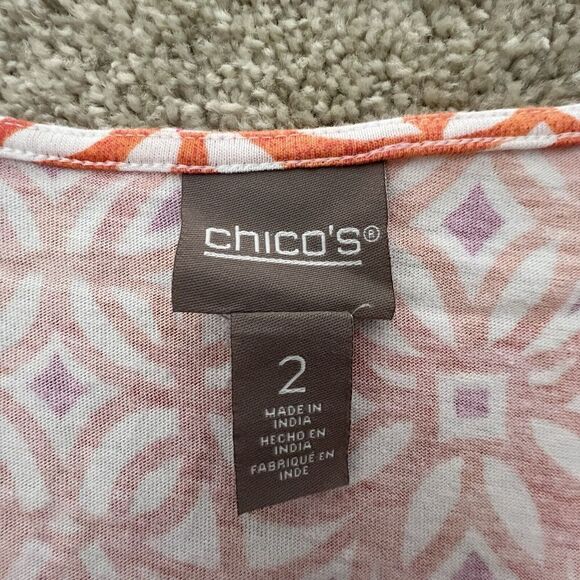 chico's®
2
MADE IN
INDIA
HECHO EN
INDIA
FABRIQUÉ EN
INDE